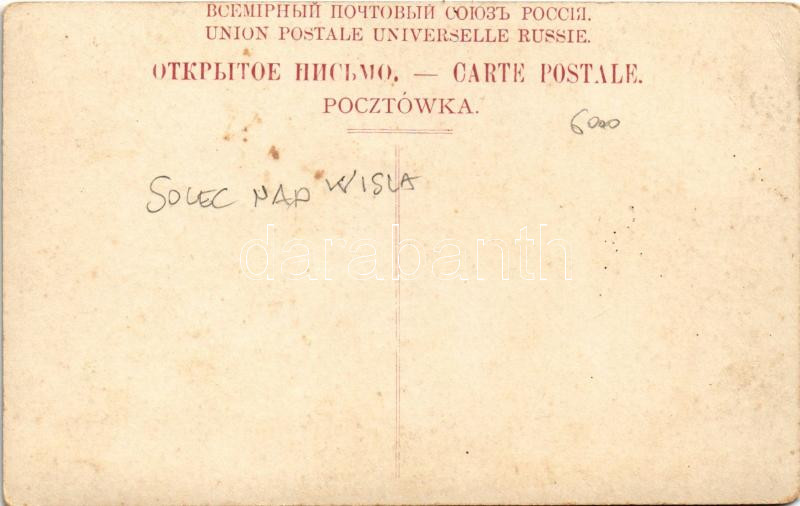 ВСЕМІРНЫЙ ПОЧТОВЫЙ СОЮЗЪ РОССІЯ.
UNION POSTALE UNIVERSELLE RUSSIE.
ОТКРЫТОЕ ПИСЬМО. — CARTE POSTALE.
POCZTÓWKA.
6000
SOLEC NAD WISLA
darabanth